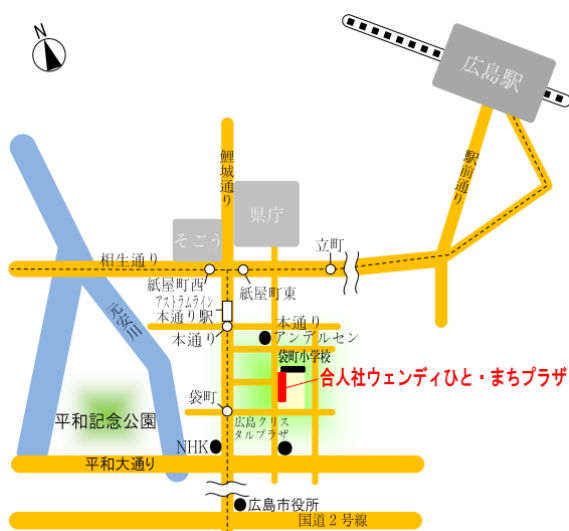 N
広島駅
鯉城通り
駅前通り
県庁
そごう
立町
相生通り
紙屋町西
紙屋町東
アストラムライン
本通り駅
本通り
本通り
アンデルセン
元安川
袋町小学校
合人社ウェンディひと・まちプラザ
袋町
平和記念公園
広島クリス
タルプラザ
NHK
平和大通り
広島市役所
国道2号線